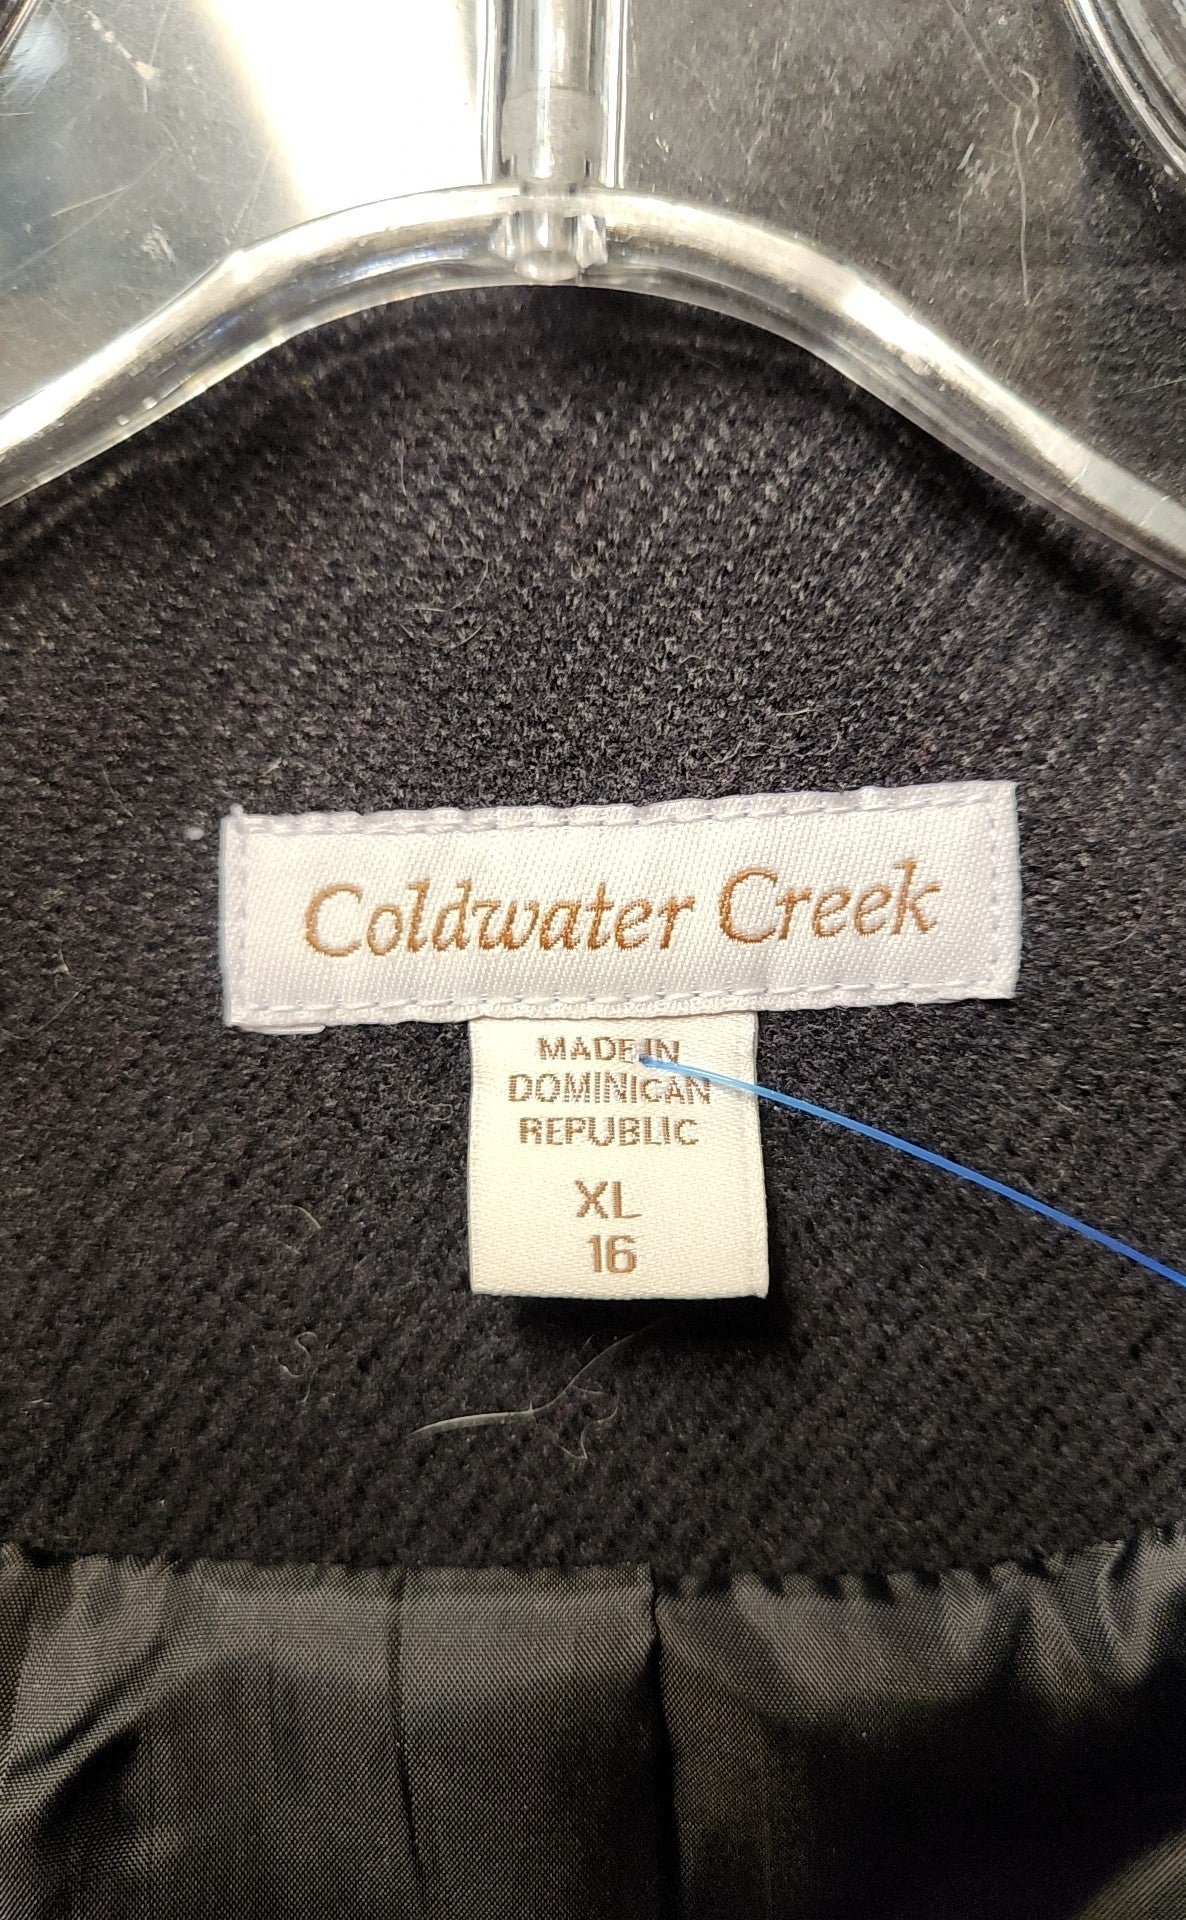 Coldwater Creek
MADE IN
DOMINICAN
REPUBLIC
XL
16